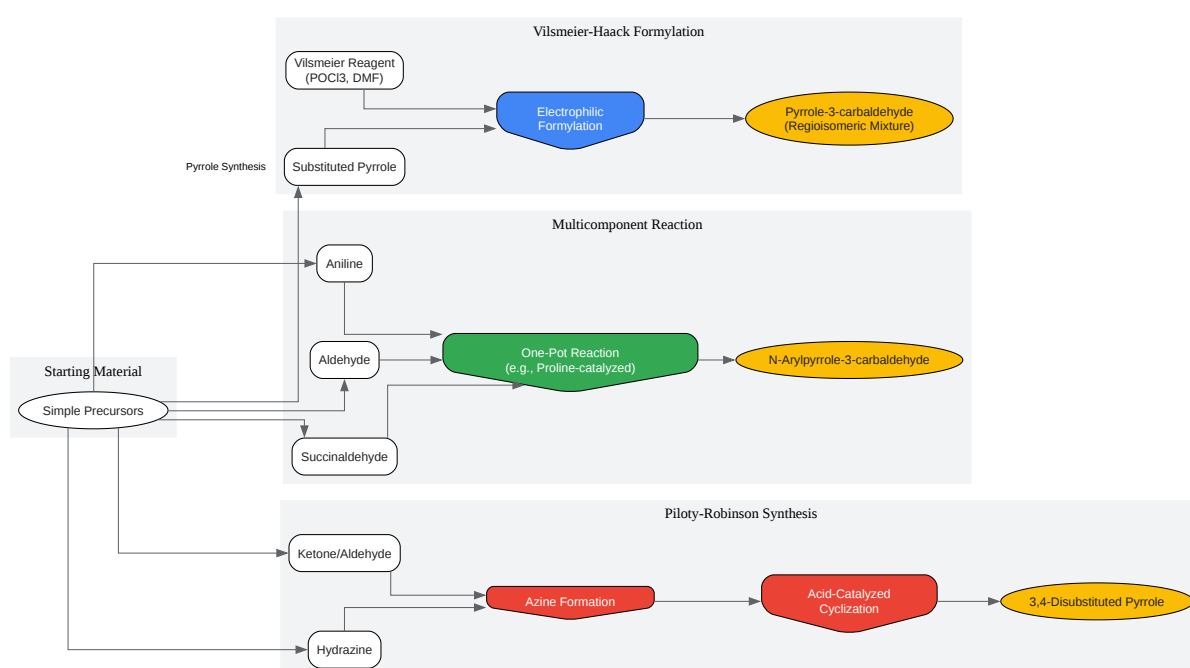 Vilsmeier-Haack Formylation
Vilsmeier Reagent
(POCl3, DMF)
Electrophilic
Formylation
Pyrrole-3-carbaldehyde
(Regioisomeric Mixture)
Pyrrole Synthesis
Substituted Pyrrole
Multicomponent Reaction
Aniline
Aldehyde
One-Pot Reaction
(e.g., Proline-catalyzed)
N-Arylpyrrole-3-carbaldehyde
Starting Material
Simple Precursors
Succinaldehyde
Piloty-Robinson Synthesis
Ketone/Aldehyde
Azine Formation
Acid-Catalyzed
Cyclization
3,4-Disubstituted Pyrrole
Hydrazine